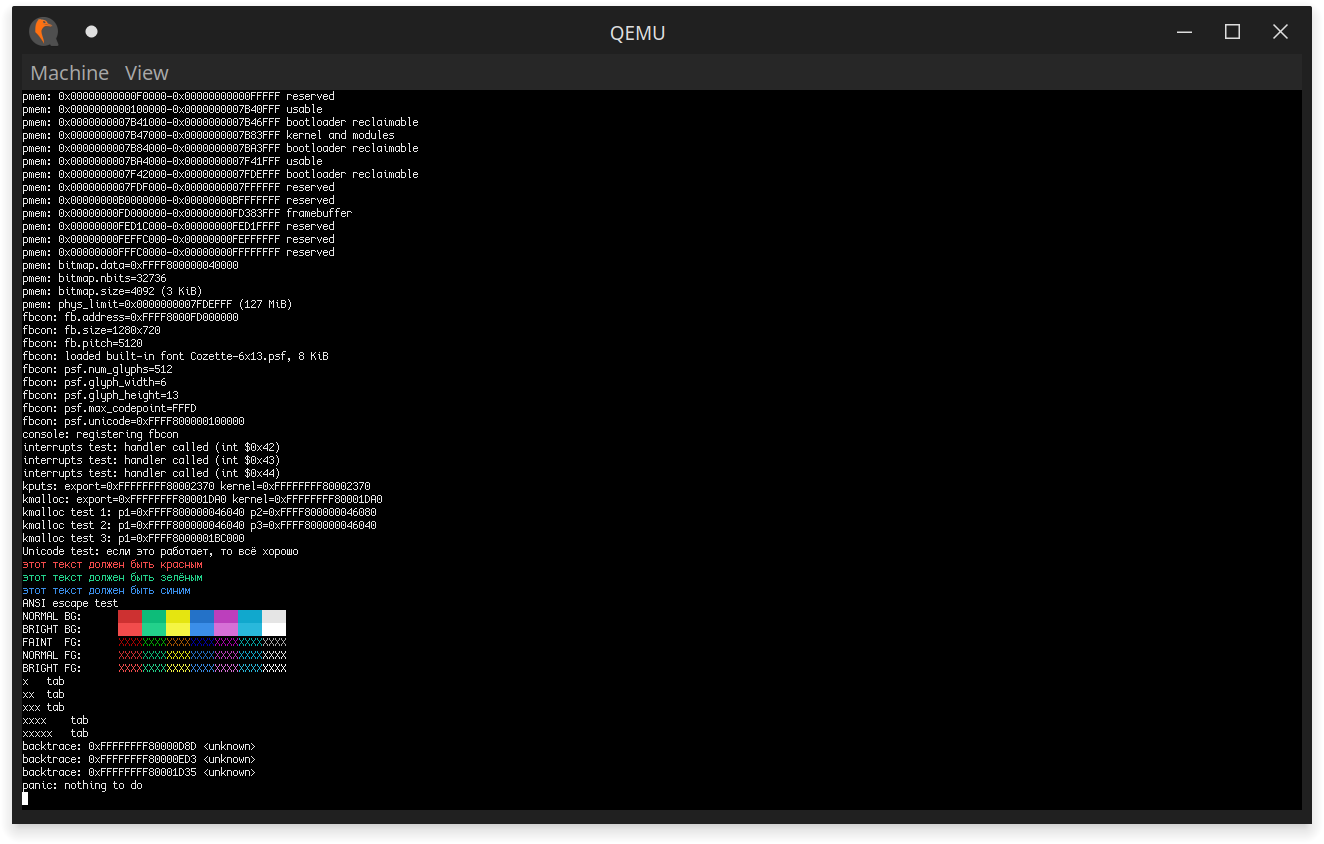 QEMU
Machine View
pmem: 0x00000000000F0000-0x00000000000FFFFF reserved
pmem: 0x0000000000100000-0x0000000007B40FFF usable
pmem: 0x0000000007B41000-0x0000000007B46FFF bootloader reclaimable
pmem: 0x0000000007B47000-0x0000000007B83FFF kernel and modules
pmem: 0x0000000007B84000-0x0000000007BA3FFF bootloader reclaimable
pmem: 0x0000000007BA4000-0x0000000007F41FFF usable
pmem: 0x0000000007F42000-0x0000000007FDEFFF bootloader reclaimable
pmem: 0x0000000007FDF000-0x0000000007FFFFFF reserved
pmem: 0x00000000B0000000-0x00000000BFFFFFFF reserved
pmem: 0x00000000FD000000-0x00000000FD383FFF framebuffer
pmem: 0x00000000FED1C000-0x00000000FED1FFFF reserved
pmem: 0x00000000FEFFC000-0x00000000FEFFFFFF reserved
pmem: 0x00000000FFFC0000-0x00000000FFFFFFFF reserved
pmem: bitmap.data=0xFFFF800000040000
pmem: bitmap.nbits=32736
pmem: bitmap.size=4092 (3 KiB)
pmem: phys_limit=0x0000000007FDEFFF (127 MiB)
fbcon: fb.address=0xFFFF8000FD000000
fbcon: fb.size=1280x720
fbcon: fb.pitch=5120
fbcon: loaded built-in font Cozette-6x13.psf, 8 KiB
fbcon: psf.num_glyphs=512
fbcon: psf.glyph_width=6
fbcon: psf.glyph_height=13
fbcon: psf.max_codepoint=FFFD
fbcon: psf.unicode=0xFFFF800000100000
console: registering fbcon
interrupts test: handler called (int $0x42)
interrupts test: handler called (int $0x43)
interrupts test: handler called (int $0x44)
kputs: export=0xFFFFFFFF80002370 kernel=0xFFFFFFFF80002370
kmalloc: export=0xFFFFFFFF80001DA0 kernel=0xFFFFFFFF80001DA0
kmalloc test 1: p1=0xFFFF800000046040 p2=0xFFFF800000046080
kmalloc test 2: p1=0xFFFF800000046040 p3=0xFFFF800000046040
kmalloc test 3: p1=0xFFFF8000001BC000
Unicode test: если это работает, то всё хорошо
этот текст должен быть красным
этот текст должен быть зелёным
этот текст должен быть синим
ANSI escape test
NORMAL BG:
BRIGHT BG:
FAINT  FG: XXXXXXXXXXXXXXXXXXXXXXXXXXXX
NORMAL FG: XXXXXXXXXXXXXXXXXXXXXXXXXXXX
BRIGHT FG: XXXXXXXXXXXXXXXXXXXXXXXXXXXX
x   tab
xx  tab
xxx tab
xxxx    tab
xxxxx   tab
backtrace: 0xFFFFFFFF80000D8D <unknown>
backtrace: 0xFFFFFFFF80000ED3 <unknown>
backtrace: 0xFFFFFFFF80001D35 <unknown>
panic: nothing to do